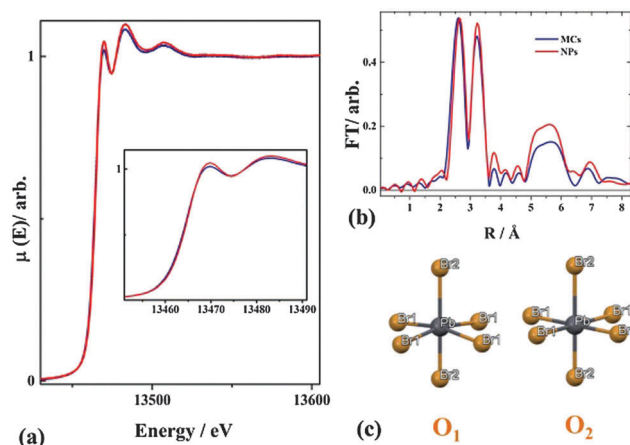 1
μ (E)/ arb.
0
1
13460
13470
13480
13491
13500
13600
(a)
Energy / eV
0.4
FT/ arb.
0.2
0.0
MCs
NPs
0 1 2 3 4 5 6 7 8
(b)
R / Å
Br2
Br1
Pb
Br1
Br1
Br1
Br2
O1
Br2
Br1
Pb
Br1
Br1
Br1
Br2
O2
(c)